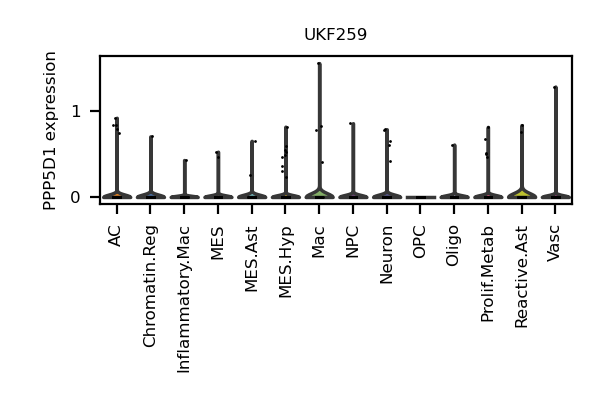 UKF259
PPP5D1 expression
1
0
AC
Chromatin.Reg
Inflammatory.Mac
MES
MES.Ast
MES.Hyp
Mac
NPC
Neuron
OPC
Oligo
Prolif.Metab
Reactive.Ast
Vasc